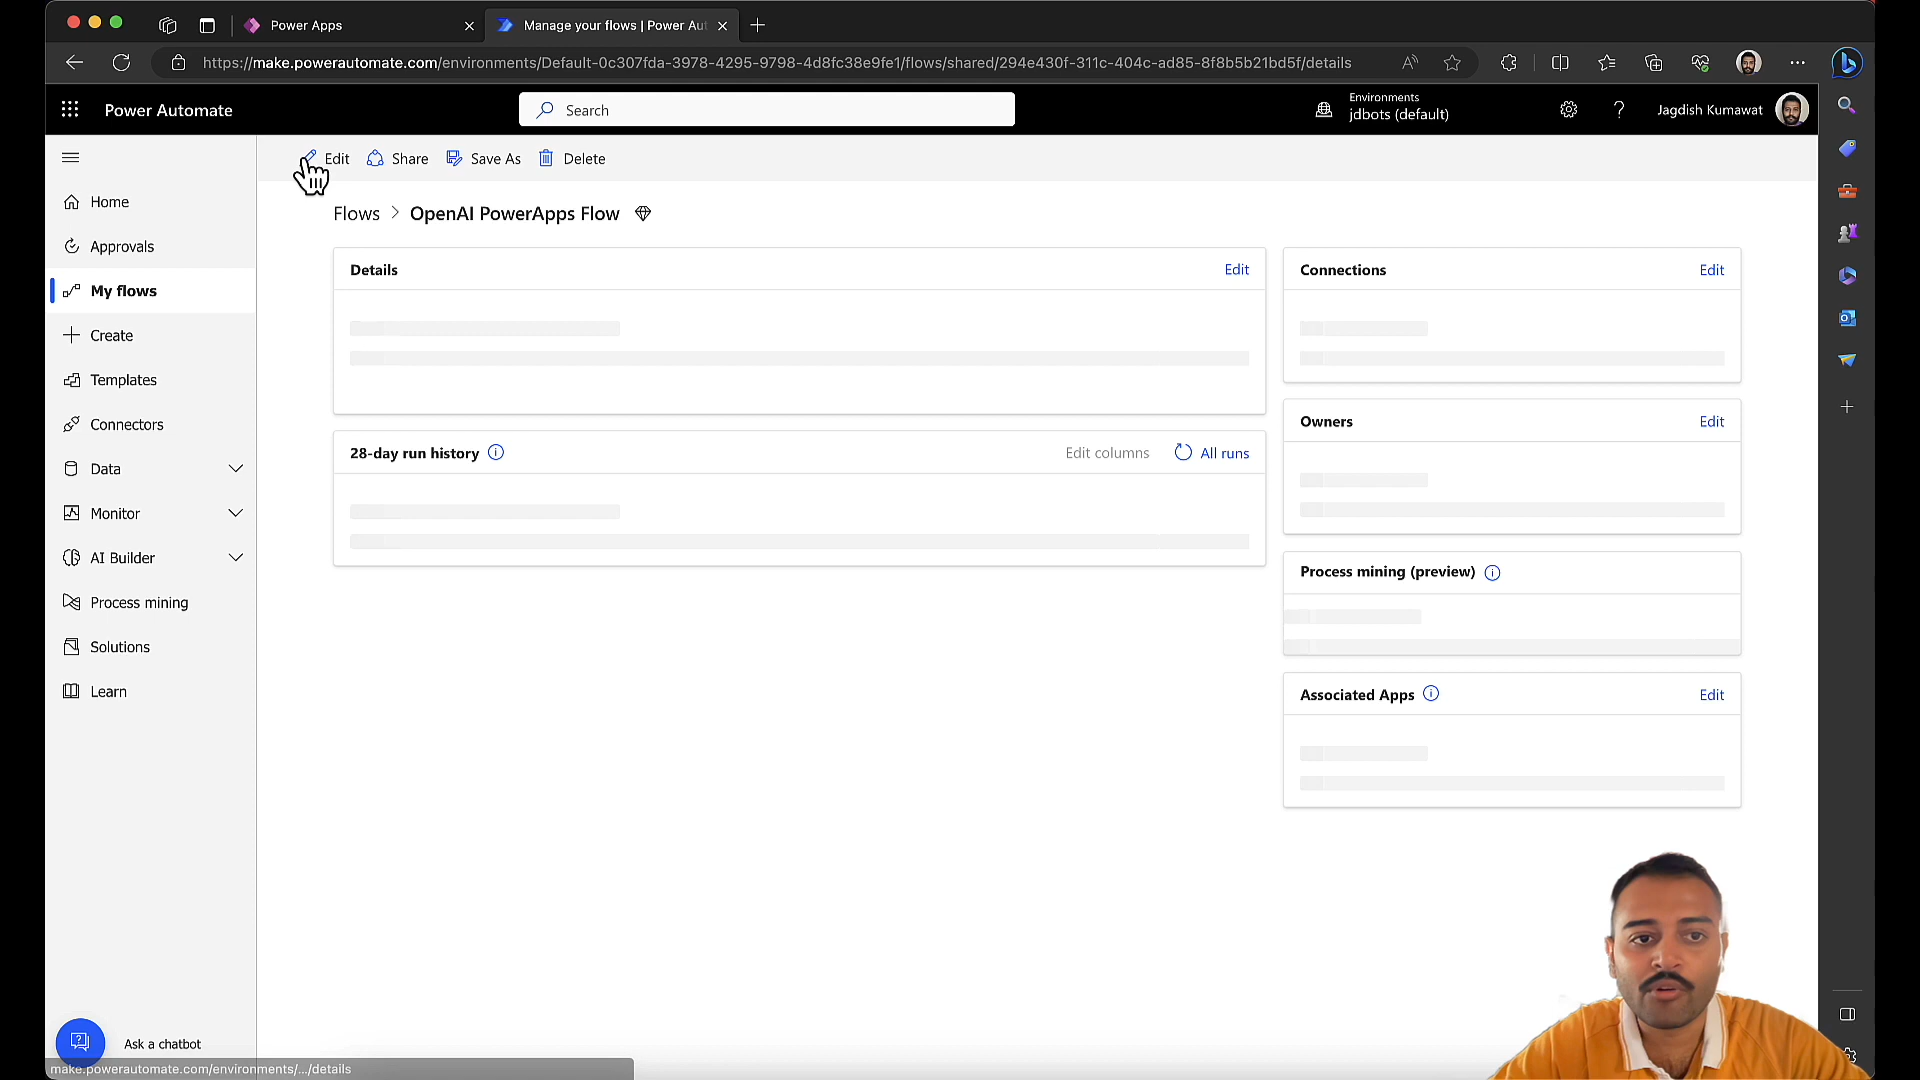 Power Apps
Manage your flows | Power Aut
https://make.powerautomate.com/environments/Default-0c307fda-3978-4295-9798-4d8fc38e9fe1/flows/shared/294e430f-311c-404c-ad85-8f8b5b21bd5f/details
Power Automate
Search
Environments
jdbots (default)
Jagdish Kumawat
Edit
Share
Save As
Delete
Home
Approvals
My flows
Create
Templates
Connectors
Data
Monitor
AI Builder
Process mining
Solutions
Learn
Ask a chatbot
make.powerautomate.com/environments/.../details
Flows > OpenAI PowerApps Flow
Details
Edit
28-day run history
Edit columns
All runs
Connections
Edit
Owners
Edit
Process mining (preview)
Associated Apps
Edit